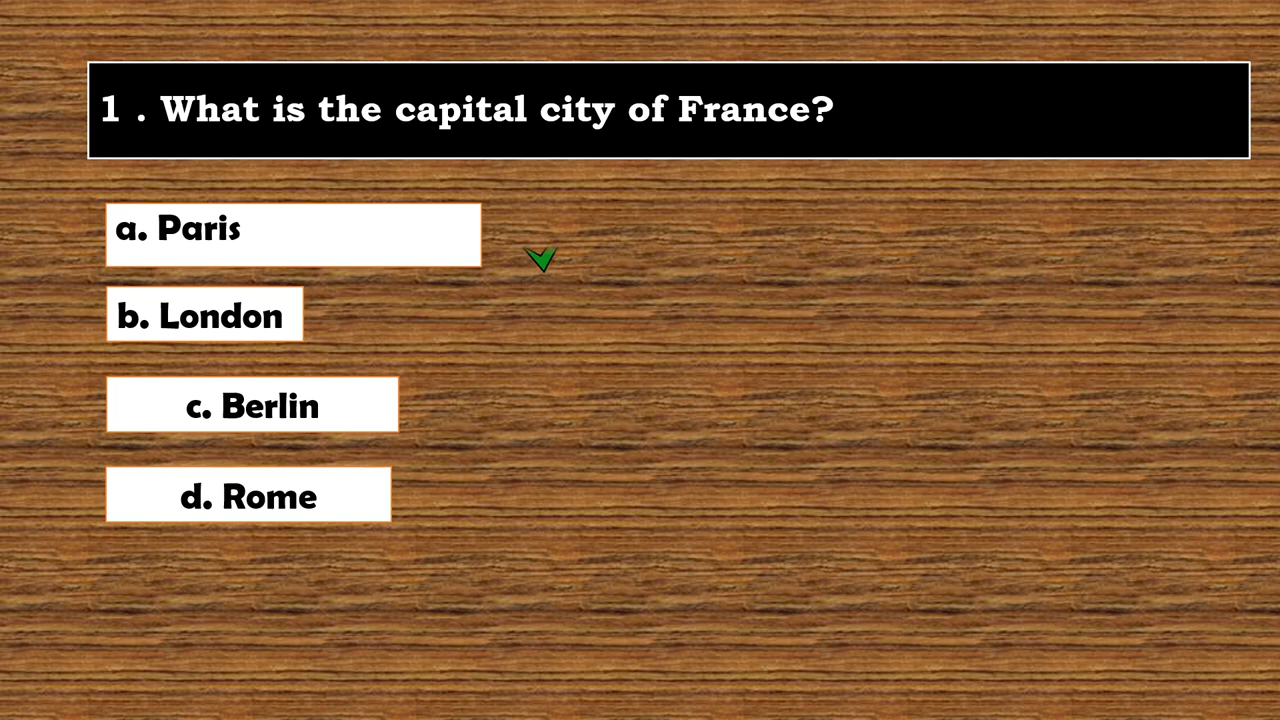 1 . What is the capital city of France?
a. Paris
b. London
c. Berlin
d. Rome